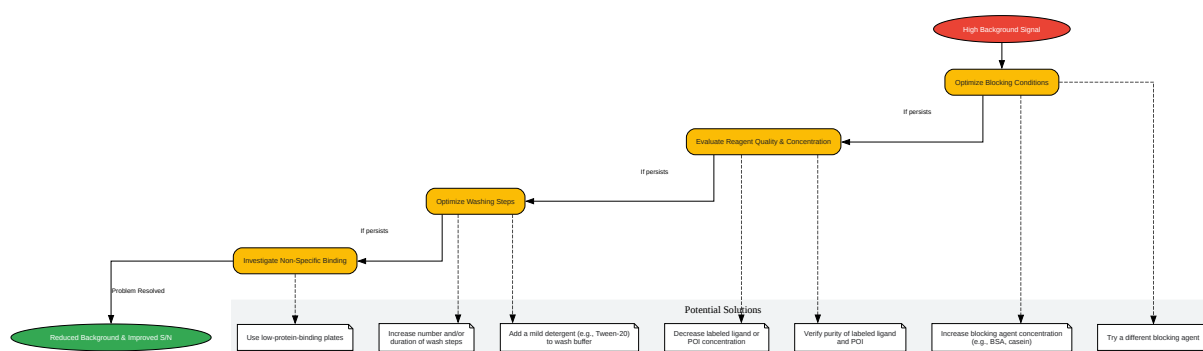 High Background Signal
Optimize Blocking Conditions
If persists
Evaluate Reagent Quality & Concentration
If persists
Optimize Washing Steps
If persists
Investigate Non-Specific Binding
Problem Resolved
Potential Solutions
Reduced Background & Improved S/N
Use low-protein-binding plates
Increase number and/or
duration of wash steps
Add a mild detergent (e.g., Tween-20)
to wash buffer
Decrease labeled ligand or
POI concentration
Verify purity of labeled ligand
and POI
Increase blocking agent concentration
(e.g., BSA, casein)
Try a different blocking agent